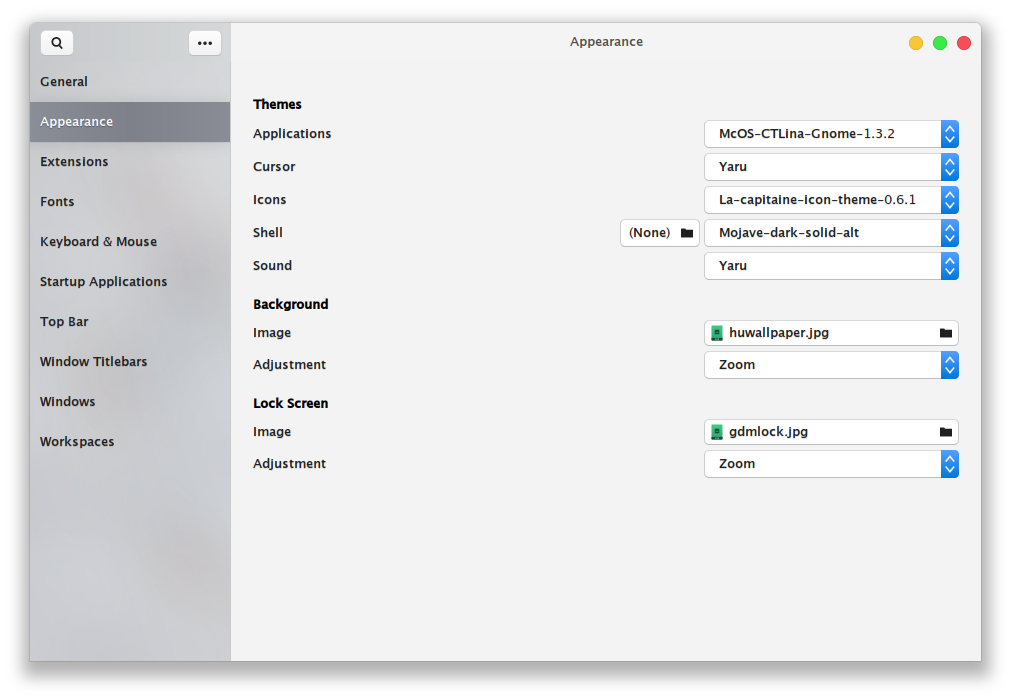 Appearance
General
Appearance
Extensions
Fonts
Keyboard & Mouse
Startup Applications
Top Bar
Window Titlebars
Windows
Workspaces
Themes
Applications McOS-CTLina-Gnome-1.3.2
Cursor Yaru
Icons La-capitaine-icon-theme-0.6.1
Shell (None) Mojave-dark-solid-alt
Sound Yaru
Background
Image huwallpaper.jpg
Adjustment Zoom
Lock Screen
Image gdmlock.jpg
Adjustment Zoom